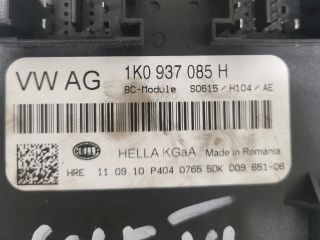 1K0 937 085 H
VW AG
BC-Module S0615/H104/AE
HELLA KGaA Made in Romania
HRE 11 09.10 P404 0765 5DK 009 651-06